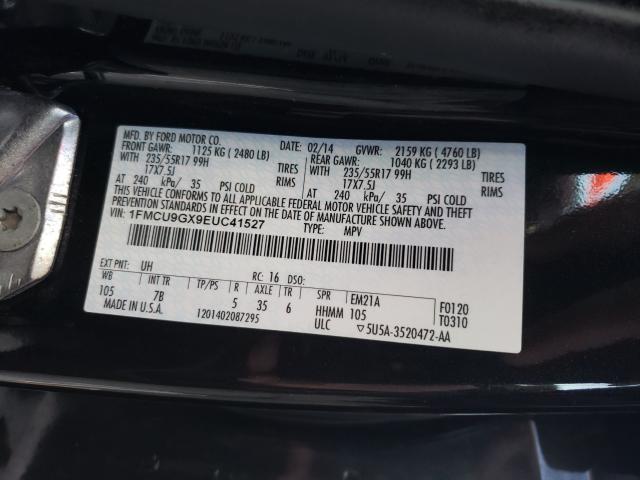 MFD. BY FORD MOTOR CO.
DATE: 02/14 GVWR: 2159 KG ( 4760 LB)
FRONT GAWR: 1125 KG ( 2480 LB) REAR GAWR: 1040 KG ( 2293 LB)
WITH 235/55R17 99H TIRES WITH 235/55R17 99H TIRES
17X7.5J RIMS 17X7.5J RIMS
AT 240 kPa/ 35 PSI COLD AT 240 kPa/ 35 PSI COLD
THIS VEHICLE CONFORMS TO ALL APPLICABLE FEDERAL MOTOR VEHICLE SAFETY AND THEFT
PREVENTION STANDARDS IN EFFECT ON THE DATE OF MANUFACTURE SHOWN ABOVE.
VIN: 1FMCU9GX9EUC41527
TYPE: MPV
EXT PNT: UH RC: 16 DSO:
WB INT TR TP/PS R AXLE TR SPR EM21A F0120
105 7B 5 35 6 HHMM 105 T0310
MADE IN U.S.A. 1201402087295 ULC 5U5A-3520472-AA